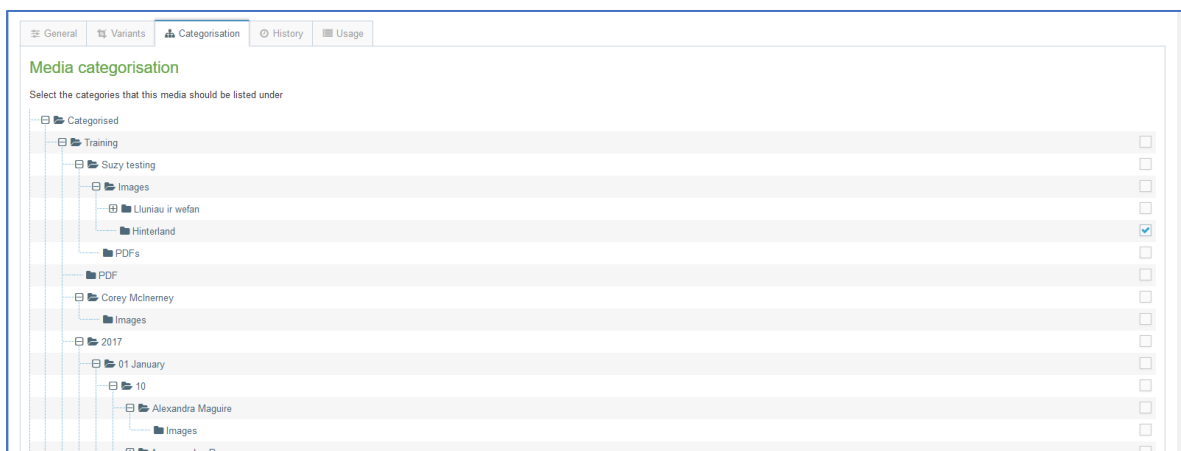 General Variants Categorisation History Usage
Media categorisation
Select the categories that this media should be listed under
Categorised
Training
Suzy testing
Images
Lluniau ir wefan
Hinterland
PDFs
PDF
Corey McInerney
Images
2017
01 January
10
Alexandra Maguire
Images